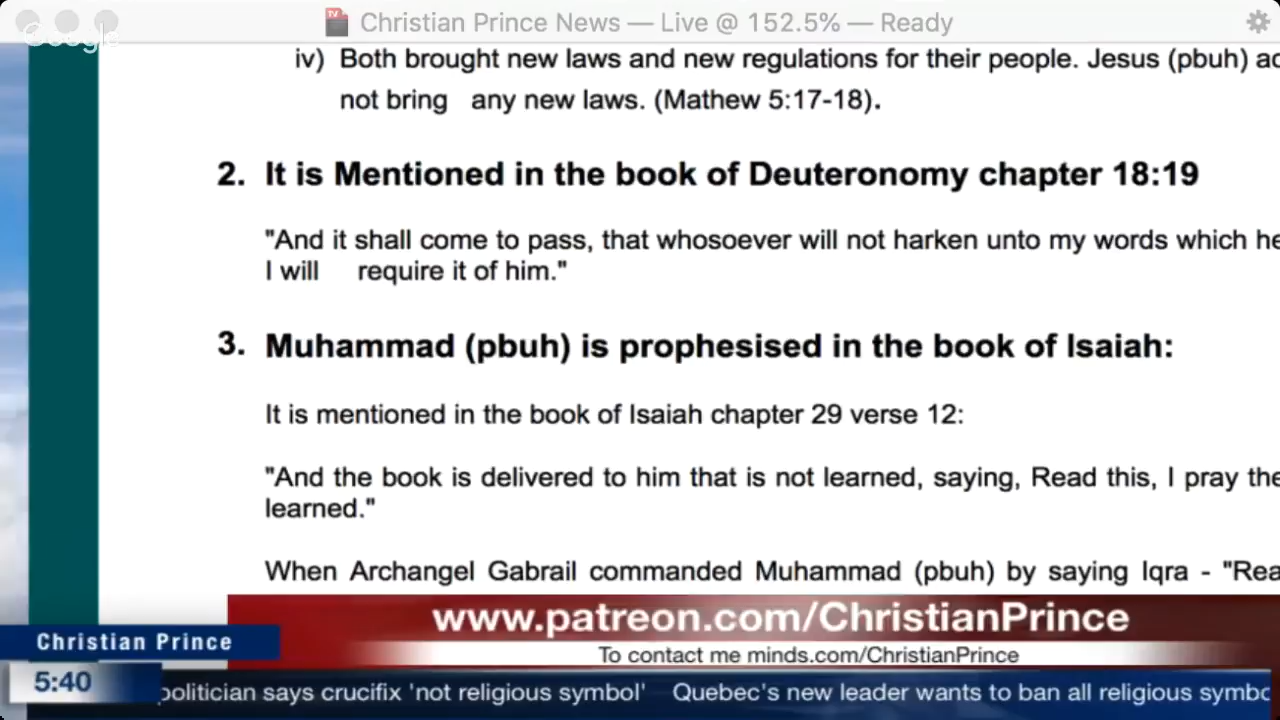 Christian Prince News — Live @ 152.5% — Ready
Google
iv) Both brought new laws and new regulations for their people. Jesus (pbuh)
not bring any new laws. (Mathew 5:17-18).
2. It is Mentioned in the book of Deuteronomy chapter 18:19
"And it shall come to pass, that whosoever will not harken unto my words which he
I will require it of him."
3. Muhammad (pbuh) is prophesised in the book of Isaiah:
It is mentioned in the book of Isaiah chapter 29 verse 12:
"And the book is delivered to him that is not learned, saying, Read this, I pray the
learned."
When Archangel Gabrail commanded Muhammad (pbuh) by saying Iqra - "Rea
www.patreon.com/ChristianPrince
Christian Prince
To contact me minds.com/ChristianPrince
5:40
politician says crucifix 'not religious symbol' Quebec's new leader wants to ban all religious symbo